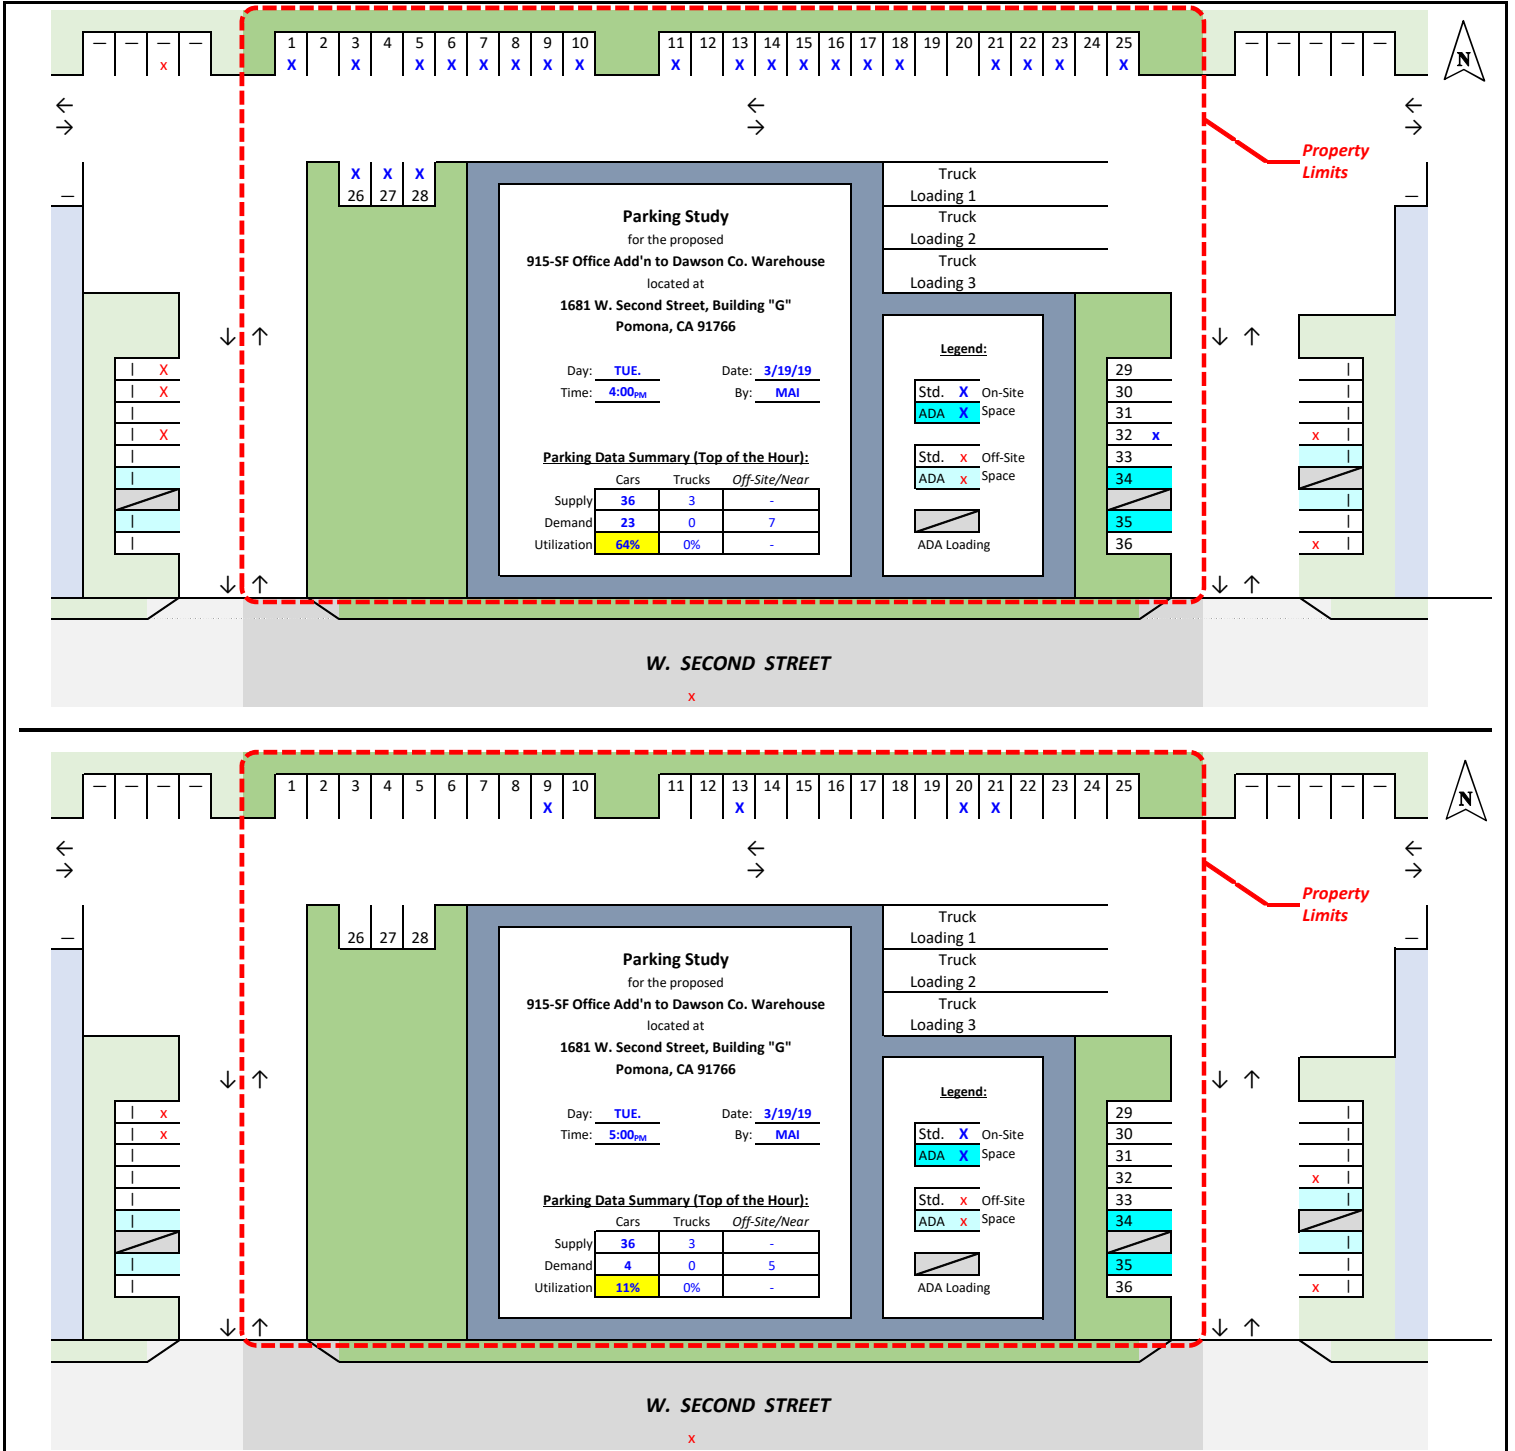 1 2 3 4 5 6 7 8 9 10 11 12 13 14 15 16 17 18 19 20 21 22 23 24 25
x X X X X X X X X X X X X X X X X X X X X
N
Property
Limits
X X X
26 27 28
Truck
Loading 1
Truck
Loading 2
Truck
Loading 3
Parking Study
for the proposed
915-SF Office Add'n to Dawson Co. Warehouse
located at
1681 W. Second Street, Building "G"
Pomona, CA 91766
Day: TUE. Date: 3/19/19
Time: 4:00PM By: MAI
Parking Data Summary (Top of the Hour):
Cars Trucks Off-Site/Near
Supply 36 3 -
Demand 23 0 7
Utilization 64% 0% -
Legend:
Std. X On-Site
ADA X Space
Std. x Off-Site
ADA x Space
ADA Loading
X
X
X
29
30
31
32 x
33
34
35
36
x
x
W. SECOND STREET
x
1 2 3 4 5 6 7 8 9 10 11 12 13 14 15 16 17 18 19 20 21 22 23 24 25
X X X X
N
Property
Limits
26 27 28
Truck
Loading 1
Truck
Loading 2
Truck
Loading 3
Parking Study
for the proposed
915-SF Office Add'n to Dawson Co. Warehouse
located at
1681 W. Second Street, Building "G"
Pomona, CA 91766
Day: TUE. Date: 3/19/19
Time: 5:00PM By: MAI
Parking Data Summary (Top of the Hour):
Cars Trucks Off-Site/Near
Supply 36 3 -
Demand 4 0 5
Utilization 11% 0% -
Legend:
Std. X On-Site
ADA X Space
Std. x Off-Site
ADA x Space
ADA Loading
x
x
29
30
31
32
33
34
35
36
x
x
W. SECOND STREET
x